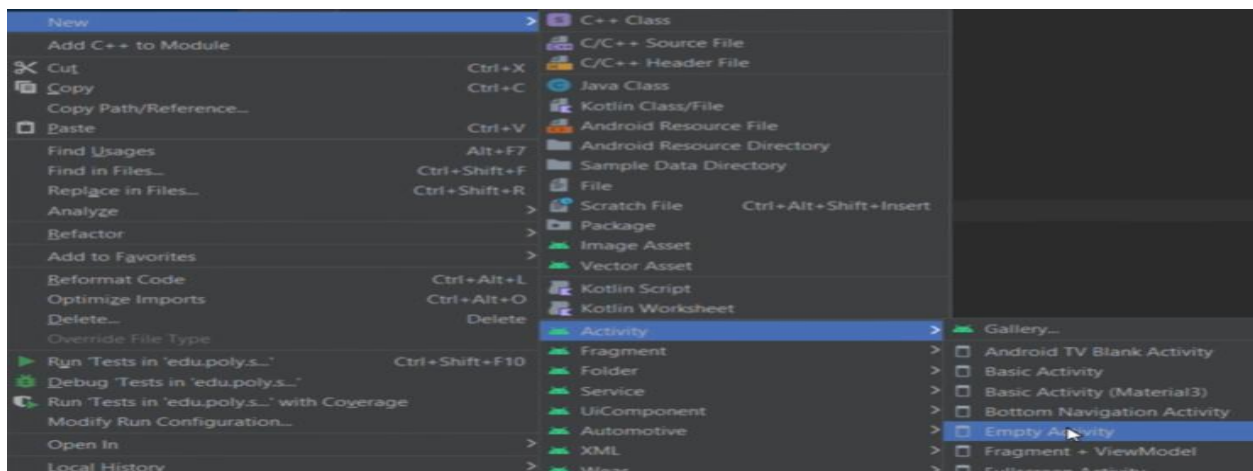 New >
Add C++ to Module
Cut Ctrl+X
Copy Ctrl+C
Copy Path/Reference...
Paste Ctrl+V
Find Usages Alt+F7
Find in Files... Ctrl+Shift+F
Replace in Files... Ctrl+Shift+R
Analyze >
Refactor >
Add to Favorites >
Reformat Code Ctrl+Alt+L
Optimize Imports Ctrl+Alt+O
Delete... Delete
Override File Type
Run 'Tests in 'edu.poly.s...' Ctrl+Shift+F10
Debug 'Tests in 'edu.poly.s...'
Run 'Tests in 'edu.poly.s...' with Coverage
Modify Run Configuration...
Open In >
Local History >
C++ Class
C/C++ Source File
C/C++ Header File
Java Class
Kotlin Class/File
Android Resource File
Android Resource Directory
Sample Data Directory
File
Scratch File Ctrl+Alt+Shift+Insert
Package
Image Asset
Vector Asset
Kotlin Script
Kotlin Worksheet
Activity >
Fragment >
Folder >
Service >
UiComponent >
Automotive >
XML >
Wear >
Gallery...
Android TV Blank Activity
Basic Activity
Basic Activity (Material3)
Bottom Navigation Activity
Empty Activity
Fragment + ViewModel
Fullscreen Activity